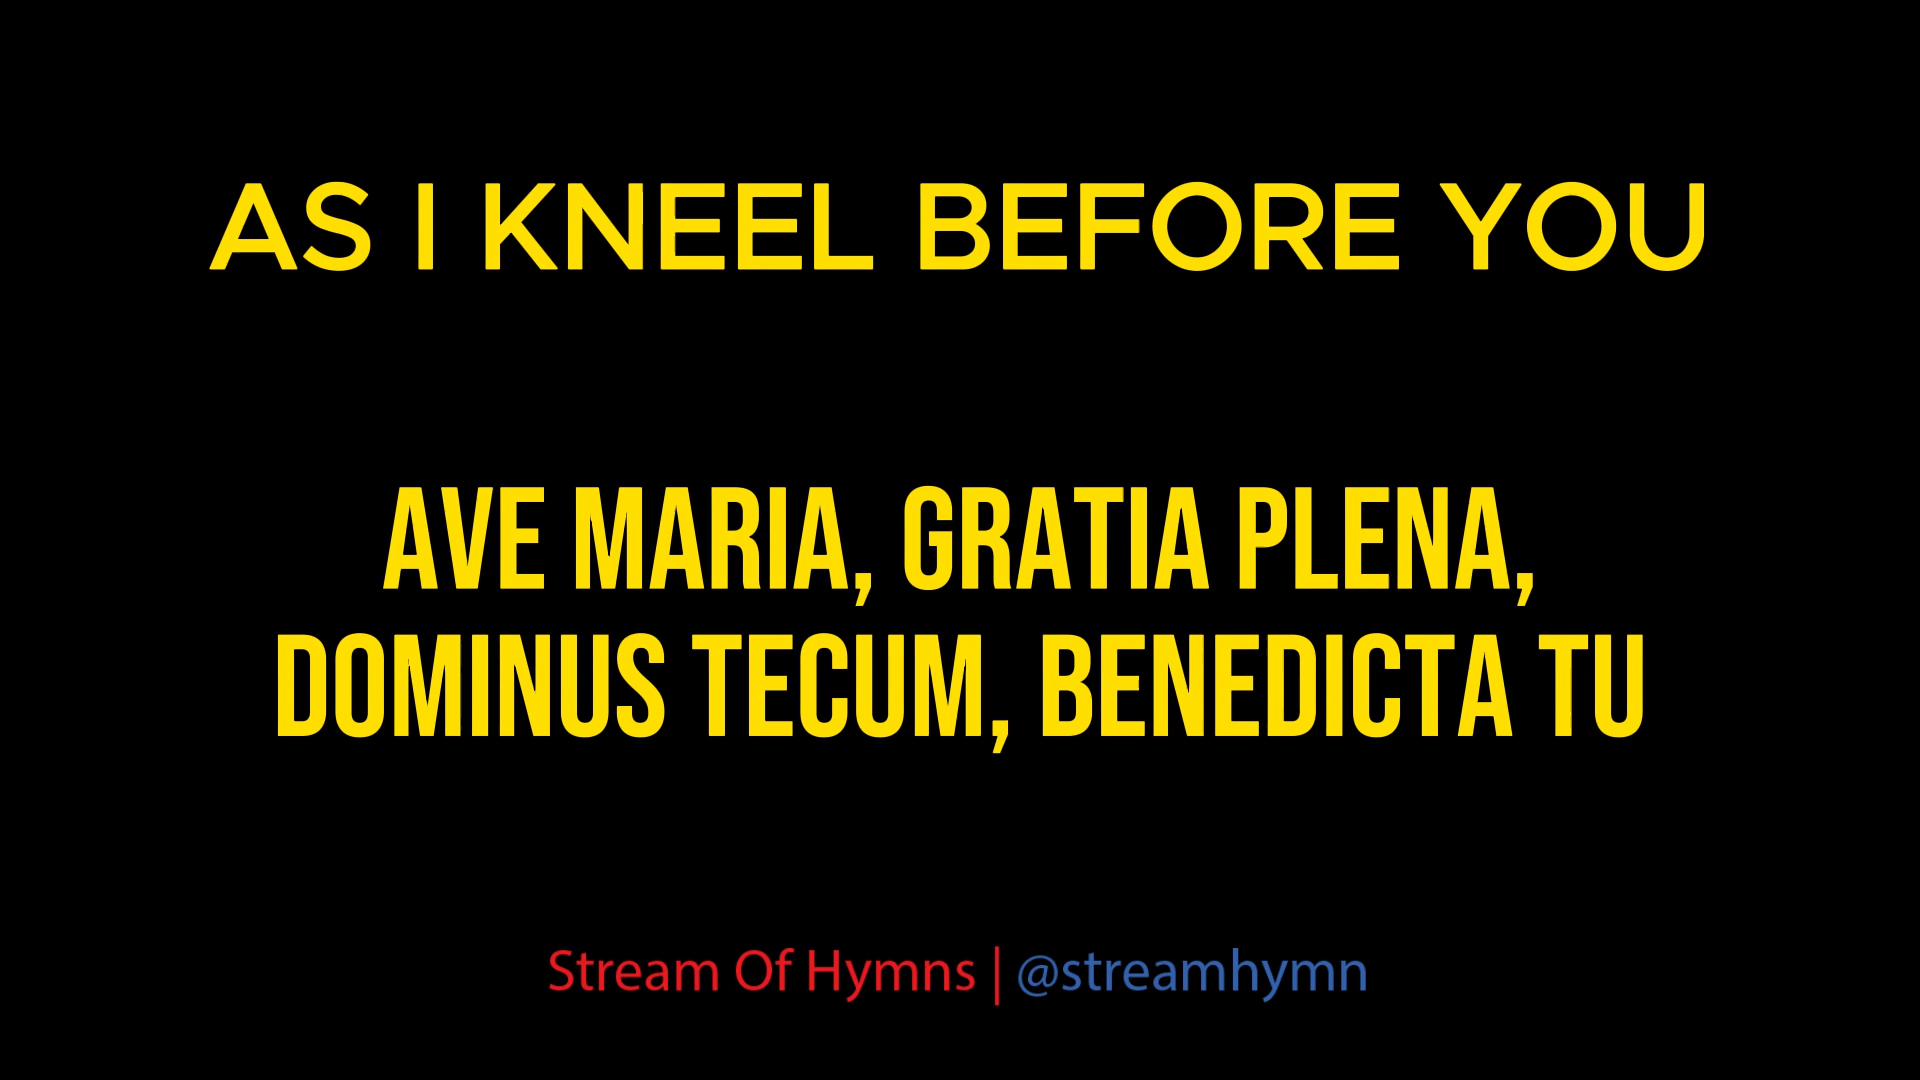 AS I KNEEL BEFORE YOU
AVE MARIA, GRATIA PLENA,
DOMINUS TECUM, BENEDICTA TU
Stream Of Hymns | @streamhymn